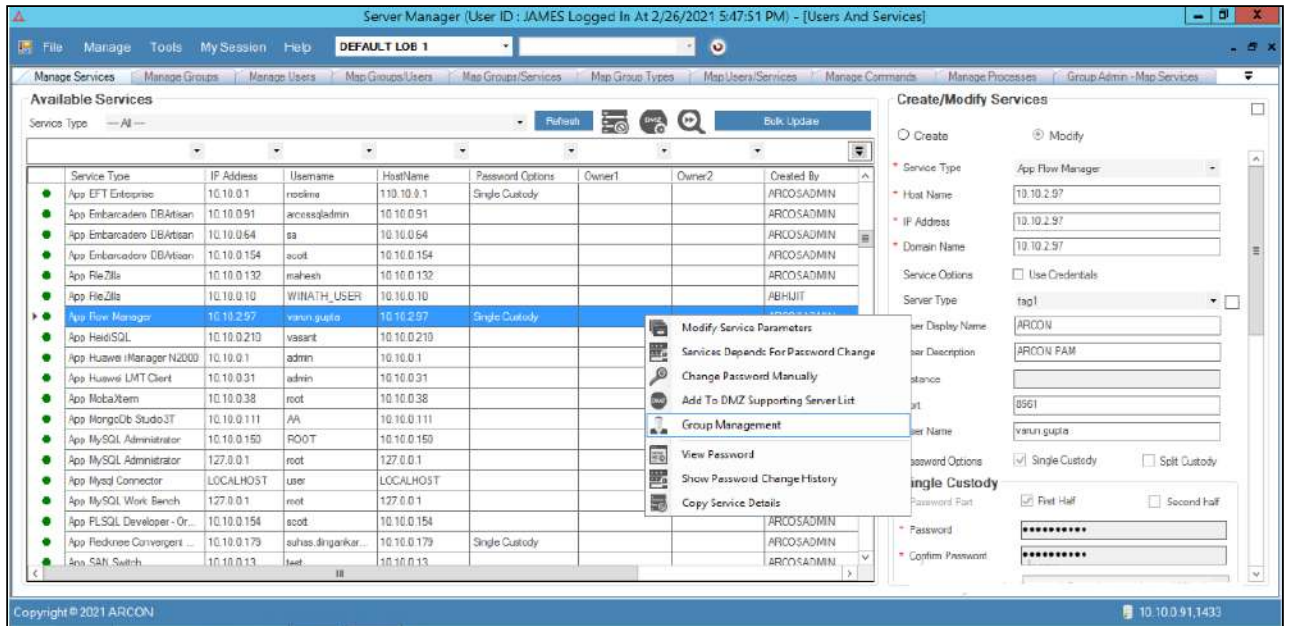 Server Manager (User ID : JAMES Logged In At 2/26/2021 5:47:51 PM) - [Users And Services]
File Manage Tools My Session Help DEFAULT LOB 1
Manage Services Manage Groups Manage Users Map Groups/Users Map Groups/Services Map Group Types Map Users/Services Manage Commands Manage Processes Group Admin - Map Services
Available Services
Service Type --- All --- Refresh DMZ Bulk Update
Service Type IP Address Username HostName Password Options Owner1 Owner2 Created By
App EFT Enterprise 10.10.0.1 110.10.0.1 Single Custody ARCOSADMIN
App Embarcadero DBArtisan 10.10.0.91 arcossqladmin 10.10.0.91 ARCOSADMIN
App Embarcadero DBArtisan 10.10.0.64 sa 10.10.0.64 ARCOSADMIN
App Embarcadero DBArtisan 10.10.0.154 scott 10.10.0.154 ARCOSADMIN
App FileZilla 10.10.0.132 mahesh 10.10.0.132 ARCOSADMIN
App FileZilla 10.10.0.10 WINATH_USER 10.10.0.10 ABHIJIT
App Flow Manager 10.10.2.97 varun.gupta 10.10.2.97 Single Custody
App HeidiSQL 10.10.0.210 vasant 10.10.0.210
App Huawei iManager N2000 10.10.0.1 admin 10.10.0.1
App Huawei LMT Client 10.10.0.31 admin 10.10.0.31
App MobaXterm 10.10.0.38 root 10.10.0.38
App MongoDb Studio3T 10.10.0.111 AA 10.10.0.111
App MySQL Administrator 10.10.0.150 ROOT 10.10.0.150
App MySQL Administrator 127.0.0.1 root 127.0.0.1
App Mysql Connector LOCALHOST user LOCALHOST
App MySQL Work Bench 127.0.0.1 root 127.0.0.1
App PLSQL Developer - Or... 10.10.0.154 scott 10.10.0.154 ARCOSADMIN
App Redknee Convergent ... 10.10.0.179 suhas.dingankar... 10.10.0.179 Single Custody ARCOSADMIN
App SAN Switch 10.10.0.13 test 10.10.0.13 ARCOSADMIN
Modify Service Parameters
Services Depends For Password Change
Change Password Manually
Add To DMZ Supporting Server List
Group Management
View Password
Show Password Change History
Copy Service Details
Create/Modify Services
Create Modify
* Service Type App Flow Manager
* Host Name 10.10.2.97
* IP Address 10.10.2.97
* Domain Name 10.10.2.97
Service Options Use Credentials
Server Type tag1
ser Display Name ARCON
ser Description ARCON PAM
stance
rt 8561
ser Name varun.gupta
assword Options Single Custody Split Custody
ingle Custody
Password Part First Half Second half
* Password
* Confirm Password
Copyright © 2021 ARCON 10.10.0.91,1433